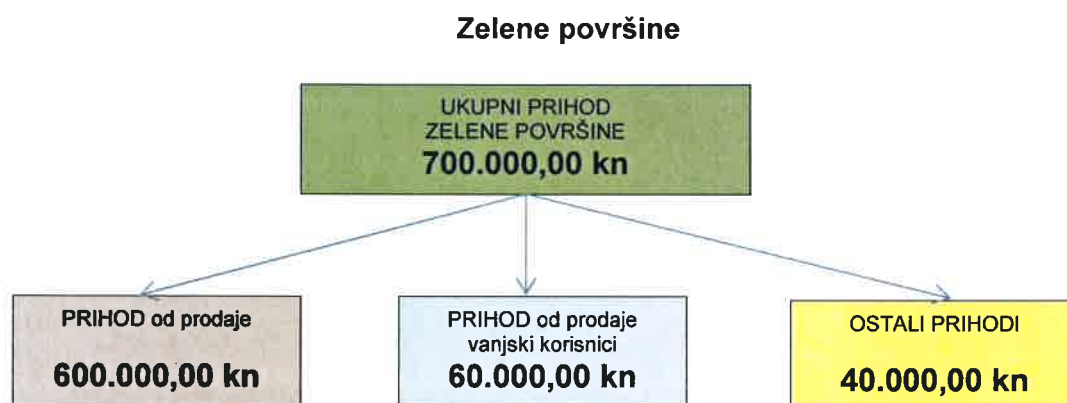 Zelene površine
UKUPNI PRIHOD
ZELENE POVRŠINE
700.000,00 kn
PRIHOD od prodaje
600.000,00 kn
PRIHOD od prodaje
vanjski korisnici
60.000,00 kn
OSTALI PRIHODI
40.000,00 kn